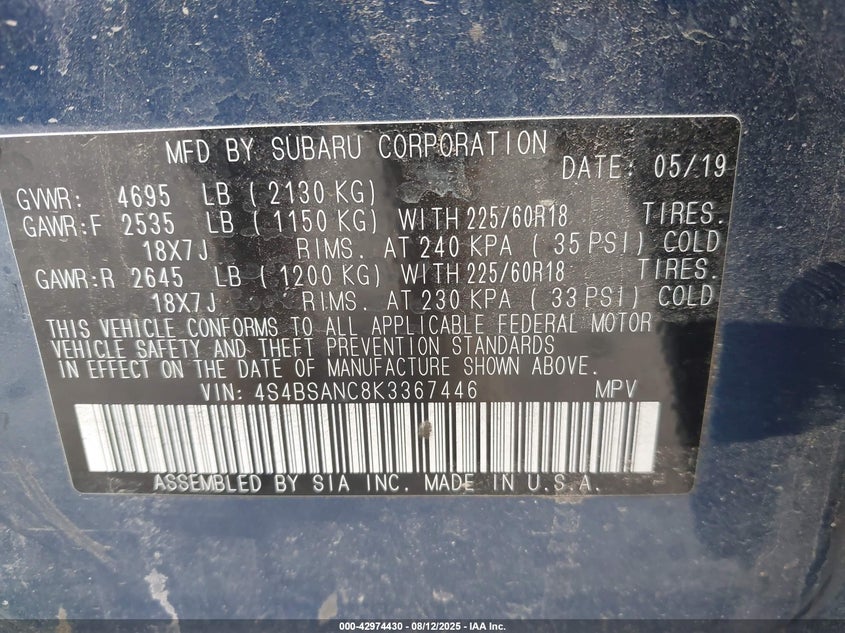 MFD BY SUBARU CORPORATION
DATE: 05/19
GVWR: 4695 LB ( 2130 KG)
GAWR:F 2535 LB ( 1150 KG) WITH 225/60R18 TIRES.
18X7J RIMS. AT 240 KPA ( 35 PSI) COLD
GAWR:R 2645 LB ( 1200 KG) WITH 225/60R18 TIRES.
18X7J RIMS. AT 230 KPA ( 33 PSI) COLD
THIS VEHICLE CONFORMS TO ALL APPLICABLE FEDERAL MOTOR
VEHICLE SAFETY AND THEFT PREVENTION STANDARDS
IN EFFECT ON THE DATE OF MANUFACTURE SHOWN ABOVE.
VIN: 4S4BSANC8K3367446 MPV
ASSEMBLED BY SIA INC. MADE IN U.S.A.
000-42974430 - 08/12/2025 - IAA Inc.